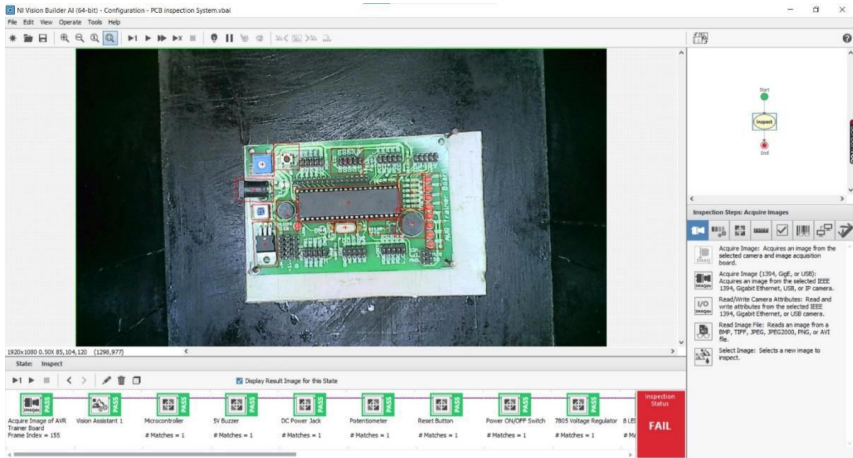 NI Vision Builder AI (64-bit) - Configuration - PCB Inspection System.vbai
File Edit View Operate Tools Help
AVR Trainer Board
Start
Inspect
End
1920x1080 0.50X 85,104,120 (1298,977)
Inspection Steps: Acquire Images
Acquire Image: Acquires an image from the
selected camera and image acquisition
board.
Acquire Image (1394, GigE, or USB):
Acquires an image from the selected IEEE
1394, Gigabit Ethernet, USB, or IP camera.
I/O
Read/Write Camera Attributes: Read and
write attributes from the selected IEEE
1394, Gigabit Ethernet, or USB camera.
Read Image File: Reads an image from a
BMP, TIFF, JPEG, JPEG2000, PNG, or AVI
file.
Select Image: Selects a new image to
inspect.
State: Inspect
Display Result Image for this State
PASS PASS PASS PASS PASS PASS PASS PASS PASS
Acquire Image of AVR
Trainer Board
Frame Index = 155
Vision Assistant 1
Microcontroller
# Matches = 1
5V Buzzer
# Matches = 1
DC Power Jack
# Matches = 1
Potentiometer
# Matches = 1
Reset Button
# Matches = 1
Power ON/OFF Switch
# Matches = 1
7805 Voltage Regulator
# Matches = 1
Inspection
Status
FAIL